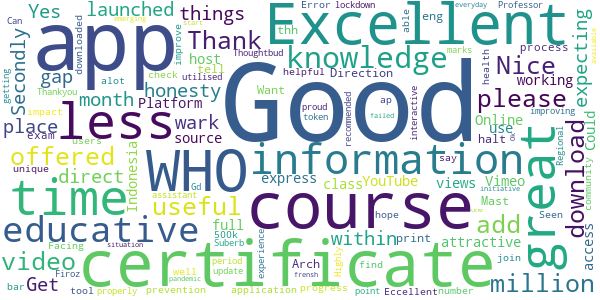 Can Yes launched things Excellent Error lockdown Professor
downloaded able eng everyday
emerging start
Secondly app improve Thank knowledge thh process expecting
gap host tell Thoughtbud helpful Direction Nice
getting alot check utilised marks working
Thankyou month honesty Want ap health please
place less Platform Good proud token recommended interactive Online use halt
impact exam wark source say improving
offered users unique WHO information great download Could
time direct Indonesia express class YouTube views Vimeo Regional community
assistant Gd failed initiative available
educative useful course hope Mast add Seen access
Facing full within print attractive
situation 500k Suberb experience join
video Get certificate Arch Highly find million
Firoz well period update progress point Eccellent number
bar tool pandemic properly prevention application frensh